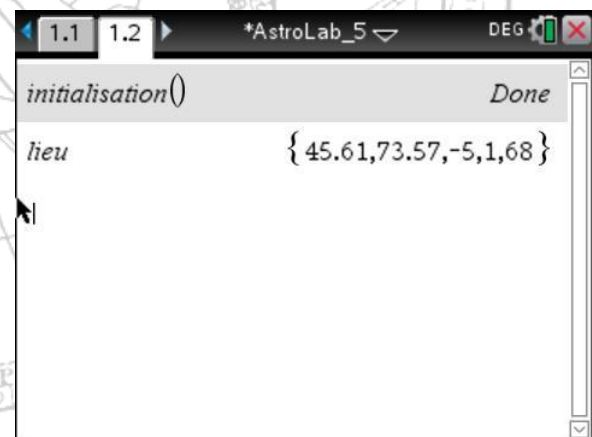 1.1 1.2 *AstroLab_5 DEG
initialisation() Done
lieu {45.61,73.57,-5,1,68}